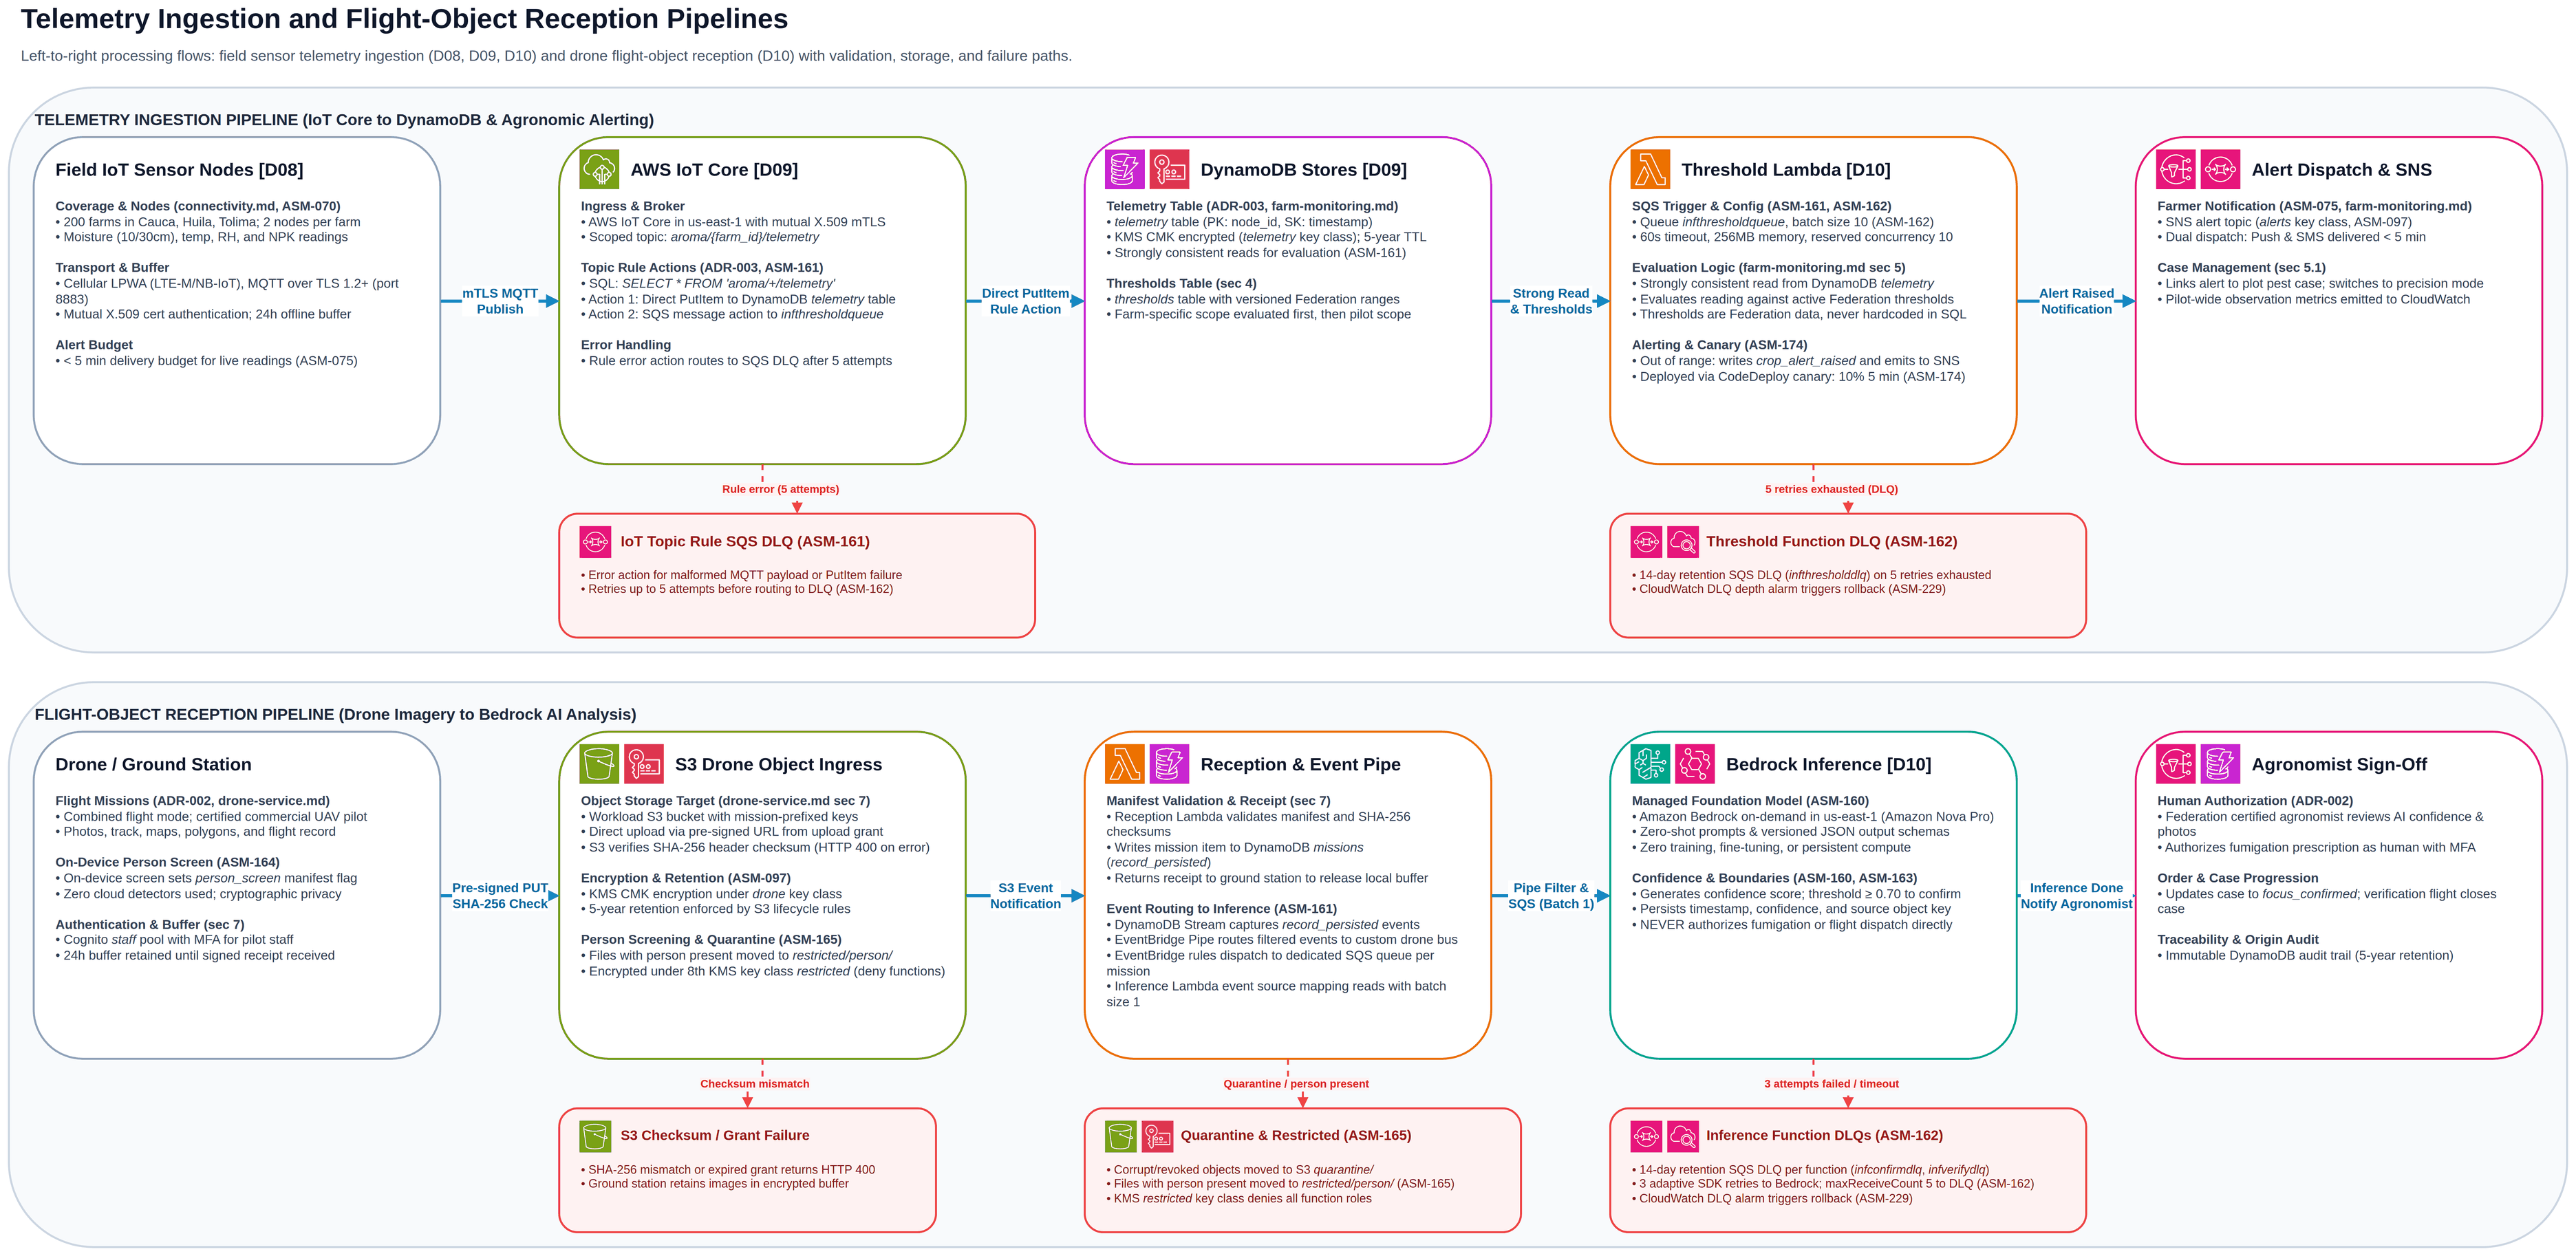 Telemetry Ingestion and Flight-Object Reception Pipelines
Left-to-right processing flows: field sensor telemetry ingestion (D08, D09, D10) and drone flight-object reception (D10) with validation, storage, and failure paths.
TELEMETRY INGESTION PIPELINE (IoT Core to DynamoDB & Agronomic Alerting)
Field IoT Sensor Nodes [D08]
Coverage & Nodes (connectivity.md, ASM-070)
• 200 farms in Cauca, Huila, Tolima; 2 nodes per farm
• Moisture (10/30cm), temp, RH, and NPK readings
Transport & Buffer
• Cellular LPWA (LTE-M/NB-IoT), MQTT over TLS 1.2+ (port
8883)
• Mutual X.509 cert authentication; 24h offline buffer
Alert Budget
• < 5 min delivery budget for live readings (ASM-075)
mTLS MQTT
Publish
AWS IoT Core [D09]
Ingress & Broker
• AWS IoT Core in us-east-1 with mutual X.509 mTLS
• Scoped topic: aroma/{farm_id}/telemetry
Topic Rule Actions (ADR-003, ASM-161)
• SQL: SELECT * FROM 'aroma/+/telemetry'
• Action 1: Direct PutItem to DynamoDB telemetry table
• Action 2: SQS message action to infthresholdqueue
Error Handling
• Rule error action routes to SQS DLQ after 5 attempts
Direct PutItem
Rule Action
DynamoDB Stores [D09]
Telemetry Table (ADR-003, farm-monitoring.md)
• telemetry table (PK: node_id, SK: timestamp)
• KMS CMK encrypted (telemetry key class); 5-year TTL
• Strongly consistent reads for evaluation (ASM-161)
Thresholds Table (sec 4)
• thresholds table with versioned Federation ranges
• Farm-specific scope evaluated first, then pilot scope
Strong Read
& Thresholds
Threshold Lambda [D10]
SQS Trigger & Config (ASM-161, ASM-162)
• Queue infthresholdqueue, batch size 10 (ASM-162)
• 60s timeout, 256MB memory, reserved concurrency 10
Evaluation Logic (farm-monitoring.md sec 5)
• Strongly consistent read from DynamoDB telemetry
• Evaluates reading against active Federation thresholds
• Thresholds are Federation data, never hardcoded in SQL
Alerting & Canary (ASM-174)
• Out of range: writes crop_alert_raised and emits to SNS
• Deployed via CodeDeploy canary: 10% 5 min (ASM-174)
Alert Raised
Notification
Alert Dispatch & SNS
Farmer Notification (ASM-075, farm-monitoring.md)
• SNS alert topic (alerts key class, ASM-097)
• Dual dispatch: Push & SMS delivered < 5 min
Case Management (sec 5.1)
• Links alert to plot pest case; switches to precision mode
• Pilot-wide observation metrics emitted to CloudWatch
Rule error (5 attempts)
IoT Topic Rule SQS DLQ (ASM-161)
• Error action for malformed MQTT payload or PutItem failure
• Retries up to 5 attempts before routing to DLQ (ASM-162)
5 retries exhausted (DLQ)
Threshold Function DLQ (ASM-162)
• 14-day retention SQS DLQ (infthresholddlq) on 5 retries exhausted
• CloudWatch DLQ depth alarm triggers rollback (ASM-229)
FLIGHT-OBJECT RECEPTION PIPELINE (Drone Imagery to Bedrock AI Analysis)
Drone / Ground Station
Flight Missions (ADR-002, drone-service.md)
• Combined flight mode; certified commercial UAV pilot
• Photos, track, maps, polygons, and flight record
On-Device Person Screen (ASM-164)
• On-device screen sets person_screen manifest flag
• Zero cloud detectors used; cryptographic privacy
Authentication & Buffer (sec 7)
• Cognito staff pool with MFA for pilot staff
• 24h buffer retained until signed receipt received
Pre-signed PUT
SHA-256 Check
S3 Drone Object Ingress
Object Storage Target (drone-service.md sec 7)
• Workload S3 bucket with mission-prefixed keys
• Direct upload via pre-signed URL from upload grant
• S3 verifies SHA-256 header checksum (HTTP 400 on error)
Encryption & Retention (ASM-097)
• KMS CMK encryption under drone key class
• 5-year retention enforced by S3 lifecycle rules
Person Screening & Quarantine (ASM-165)
• Files with person present moved to restricted/person/
• Encrypted under 8th KMS key class restricted (deny functions)
S3 Event
Notification
Reception & Event Pipe
Manifest Validation & Receipt (sec 7)
• Reception Lambda validates manifest and SHA-256
checksums
• Writes mission item to DynamoDB missions
(record_persisted)
• Returns receipt to ground station to release local buffer
Event Routing to Inference (ASM-161)
• DynamoDB Stream captures record_persisted events
• EventBridge Pipe routes filtered events to custom drone bus
• EventBridge rules dispatch to dedicated SQS queue per
mission
• Inference Lambda event source mapping reads with batch
size 1
Pipe Filter &
SQS (Batch 1)
Bedrock Inference [D10]
Managed Foundation Model (ASM-160)
• Amazon Bedrock on-demand in us-east-1 (Amazon Nova Pro)
• Zero-shot prompts & versioned JSON output schemas
• Zero training, fine-tuning, or persistent compute
Confidence & Boundaries (ASM-160, ASM-163)
• Generates confidence score; threshold ≥ 0.70 to confirm
• Persists timestamp, confidence, and source object key
• NEVER authorizes fumigation or flight dispatch directly
Inference Done
Notify Agronomist
Agronomist Sign-Off
Human Authorization (ADR-002)
• Federation certified agronomist reviews AI confidence &
photos
• Authorizes fumigation prescription as human with MFA
Order & Case Progression
• Updates case to focus_confirmed; verification flight closes
case
Traceability & Origin Audit
• Immutable DynamoDB audit trail (5-year retention)
Checksum mismatch
S3 Checksum / Grant Failure
• SHA-256 mismatch or expired grant returns HTTP 400
• Ground station retains images in encrypted buffer
Quarantine / person present
Quarantine & Restricted (ASM-165)
• Corrupt/revoked objects moved to S3 quarantine/
• Files with person present moved to restricted/person/ (ASM-165)
• KMS restricted key class denies all function roles
3 attempts failed / timeout
Inference Function DLQs (ASM-162)
• 14-day retention SQS DLQ per function (infconfirmdlq, infverifydlq)
• 3 adaptive SDK retries to Bedrock; maxReceiveCount 5 to DLQ (ASM-162)
• CloudWatch DLQ alarm triggers rollback (ASM-229)